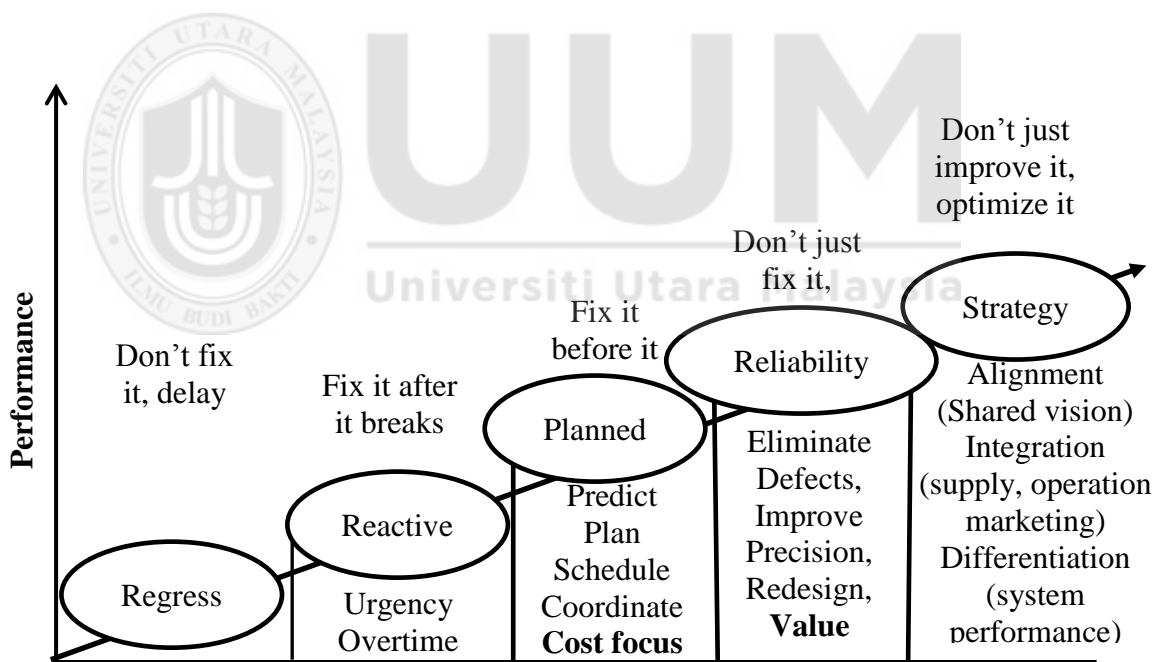 UNIVERSITI UTARA MALAYSIA
ILMU BUDI BAKTI
UUM
Universiti Utara Malaysia
Performance
Don’t fix
it, delay
Regress
Fix it after
it breaks
Reactive
Urgency
Overtime
Fix it
before it
Planned
Predict
Plan
Schedule
Coordinate
Cost focus
Don’t just
fix it,
Reliability
Eliminate
Defects,
Improve
Precision,
Redesign,
Value
Don’t just
improve it,
optimize it
Strategy
Alignment
(Shared vision)
Integration
(supply, operation
marketing)
Differentiation
(system
performance)